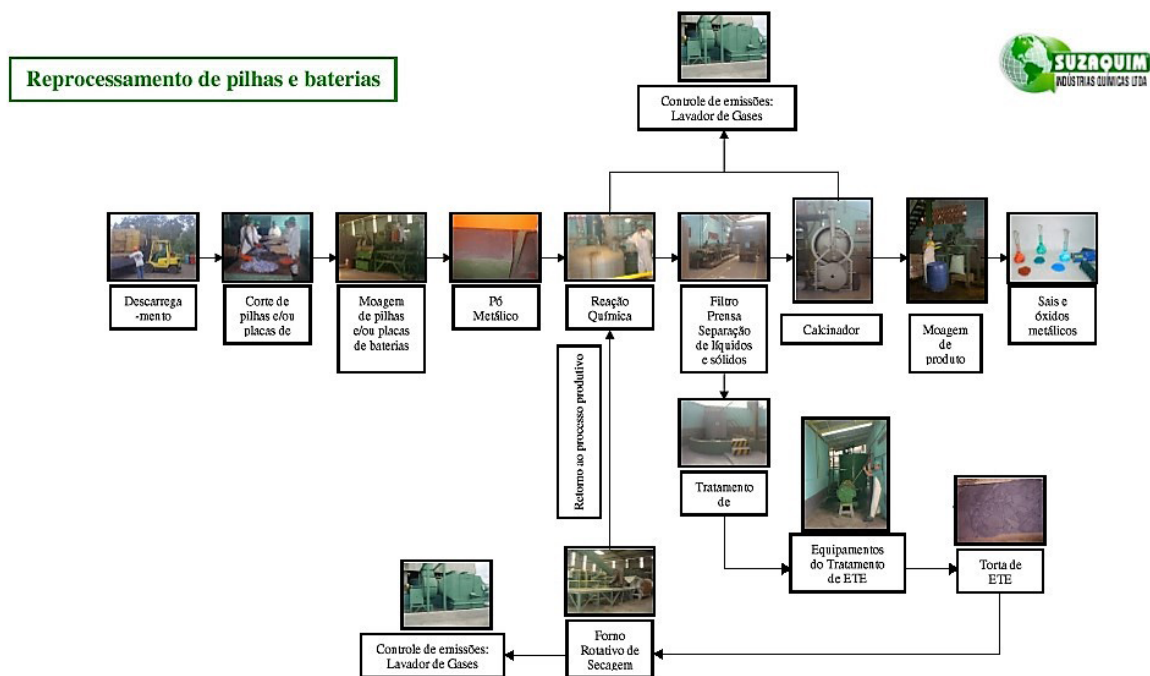 Reprocessamento de pilhas e baterias
SUZAQUIM
INDÚSTRIAS QUÍMICAS LTDA
Controle de emissões:
Lavador de Gases
Descarrega
-mento
Corte de
pilhas e/ou
placas de
Moagem
de pilhas
e/ou placas
de baterias
Pó
Metálico
Reação
Química
Filtro
Prensa
Separação
de líquidos
e sólidos
Calcinador
Moagem
de
produto
Sais e
óxidos
metálicos
Retorno ao processo produtivo
Tratamento
de
Equipamentos
do Tratamento
de ETE
Torta de
ETE
Controle de emissões:
Lavador de Gases
Forno
Rotativo de
Secagem